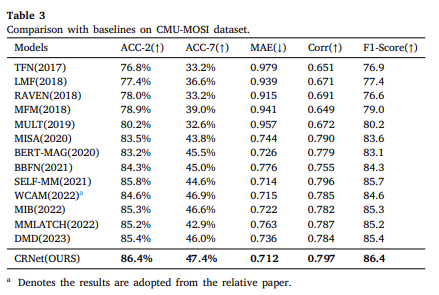 Table 3
Comparison with baselines on CMU-MOSI dataset.
Models ACC-2(↑) ACC-7(↑) MAE(↓) Corr(↑) F1-Score(↑)
TFN(2017) 76.8% 33.2% 0.979 0.651 76.9
LMF(2018) 77.4% 36.6% 0.939 0.671 77.4
RAVEN(2018) 78.0% 33.2% 0.915 0.691 76.6
MFM(2018) 78.9% 39.0% 0.941 0.649 79.0
MULT(2019) 80.2% 32.6% 0.957 0.672 80.2
MISA(2020) 83.5% 43.8% 0.744 0.790 83.6
BERT-MAG(2020) 83.2% 45.5% 0.726 0.779 83.1
BBFN(2021) 84.3% 45.0% 0.776 0.755 84.3
SELF-MM(2021) 85.8% 44.6% 0.714 0.796 85.7
WCAM(2022)a 84.6% 46.9% 0.715 0.785 84.6
MIB(2022) 85.3% 46.6% 0.722 0.782 85.3
MMLATCH(2022) 85.2% 42.9% 0.763 0.787 85.2
DMD(2023) 85.4% 46.0% 0.736 0.784 85.4
CRNet(OURS) 86.4% 47.4% 0.712 0.797 86.4
a Denotes the results are adopted from the relative paper.